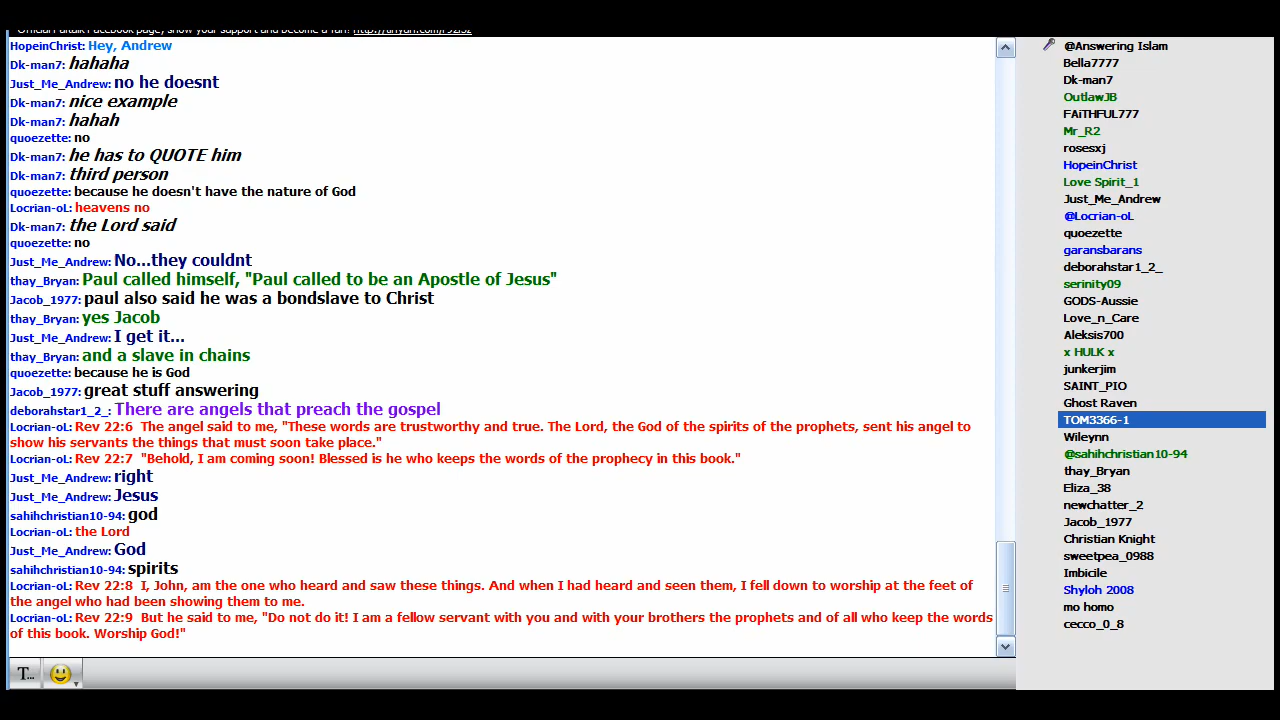 Official Paltalk Facebook page, show your support and become a fan!
HopeinChrist: Hey, Andrew
Dk-man7: hahaha
Just_Me_Andrew: no he doesnt
Dk-man7: nice example
Dk-man7: hahah
quoezette: no
Dk-man7: he has to QUOTE him
Dk-man7: third person
quoezette: because he doesn't have the nature of God
Locrian-oL: heavens no
Dk-man7: the Lord said
quoezette: no
Just_Me_Andrew: No...they couldnt
thay_Bryan: Paul called himself, "Paul called to be an Apostle of Jesus"
Jacob_1977: paul also said he was a bondslave to Christ
thay_Bryan: yes Jacob
Just_Me_Andrew: I get it...
thay_Bryan: and a slave in chains
quoezette: because he is God
Jacob_1977: great stuff answering
deborahstar1_2_: There are angels that preach the gospel
Locrian-oL: Rev 22:6  The angel said to me, "These words are trustworthy and true. The Lord, the God of the spirits of the prophets, sent his angel to
show his servants the things that must soon take place."
Locrian-oL: Rev 22:7  "Behold, I am coming soon! Blessed is he who keeps the words of the prophecy in this book."
Just_Me_Andrew: right
Just_Me_Andrew: Jesus
sahihchristian10-94: god
Locrian-oL: the Lord
Just_Me_Andrew: God
sahihchristian10-94: spirits
Locrian-oL: Rev 22:8  I, John, am the one who heard and saw these things. And when I had heard and seen them, I fell down to worship at the feet of
the angel who had been showing them to me.
Locrian-oL: Rev 22:9  But he said to me, "Do not do it! I am a fellow servant with you and with your brothers the prophets and of all who keep the words
of this book. Worship God!"
T...
@Answering Islam
Bella7777
Dk-man7
OutlawJB
FAiTHFUL777
Mr_R2
rosesxj
HopeinChrist
Love Spirit_1
Just_Me_Andrew
@Locrian-oL
quoezette
garansbarans
deborahstar1_2_
serinity09
GODS-Aussie
Love_n_Care
Aleksis700
x HULK x
junkerjim
SAINT_PIO
Ghost Raven
TOM3366-1
Wileynn
@sahihchristian10-94
thay_Bryan
Eliza_38
newchatter_2
Jacob_1977
Christian Knight
sweetpea_0988
Imbicile
Shyloh 2008
mo homo
cecco_0_8